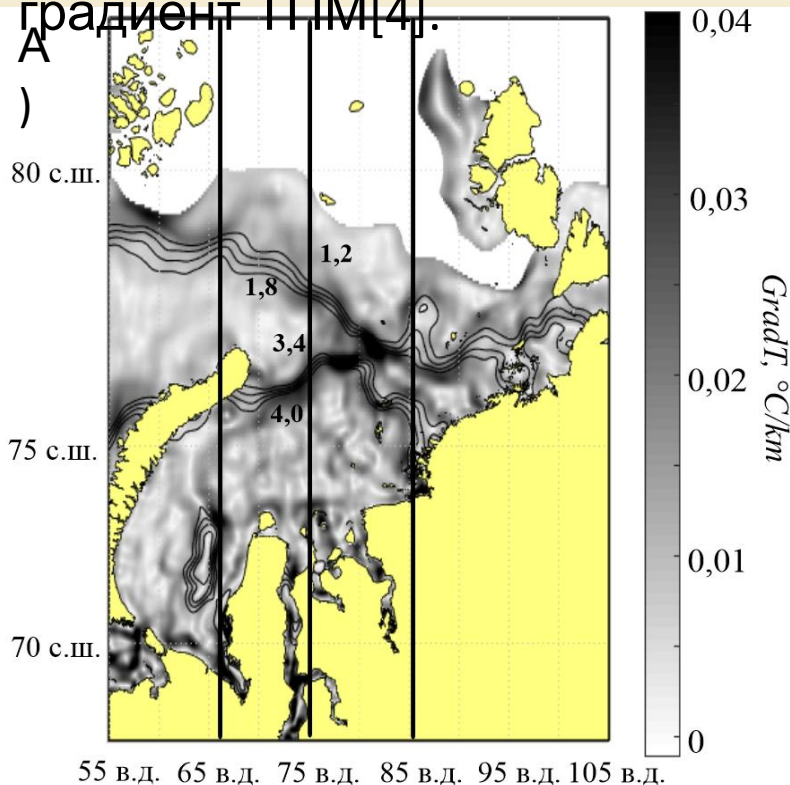 градиент ТПМ[4].
А
)
0,04
80 с.ш.
0,03
1,2
1,8
3,4
GradT, °C/km
0,02
4,0
75 с.ш.
0,01
70 с.ш.
0
55 в.д. 65 в.д. 75 в.д. 85 в.д. 95 в.д. 105 в.д.